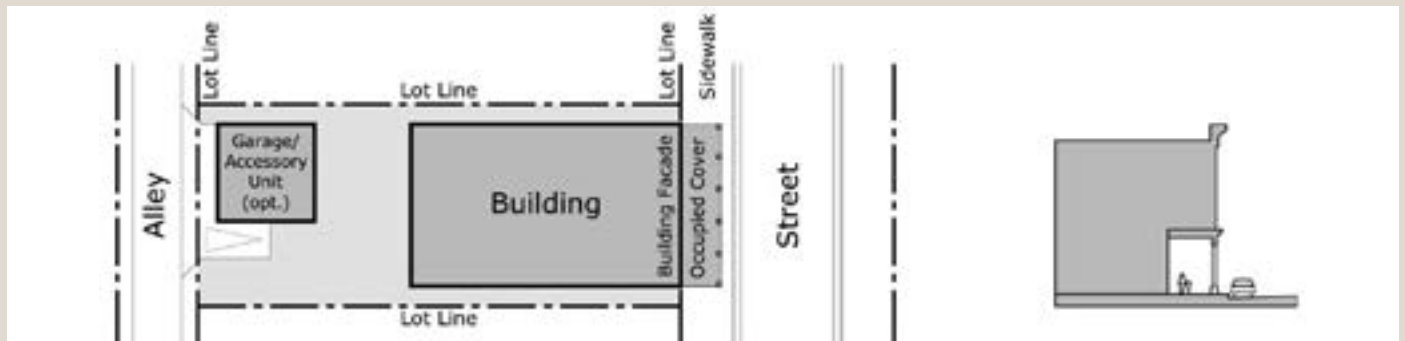 Lot Line
Lot Line
Sidewalk
Lot Line
Garage/
Accessory
Unit
(opt.)
Alley
Building
Building Facade
Occupied Cover
Street
Lot Line